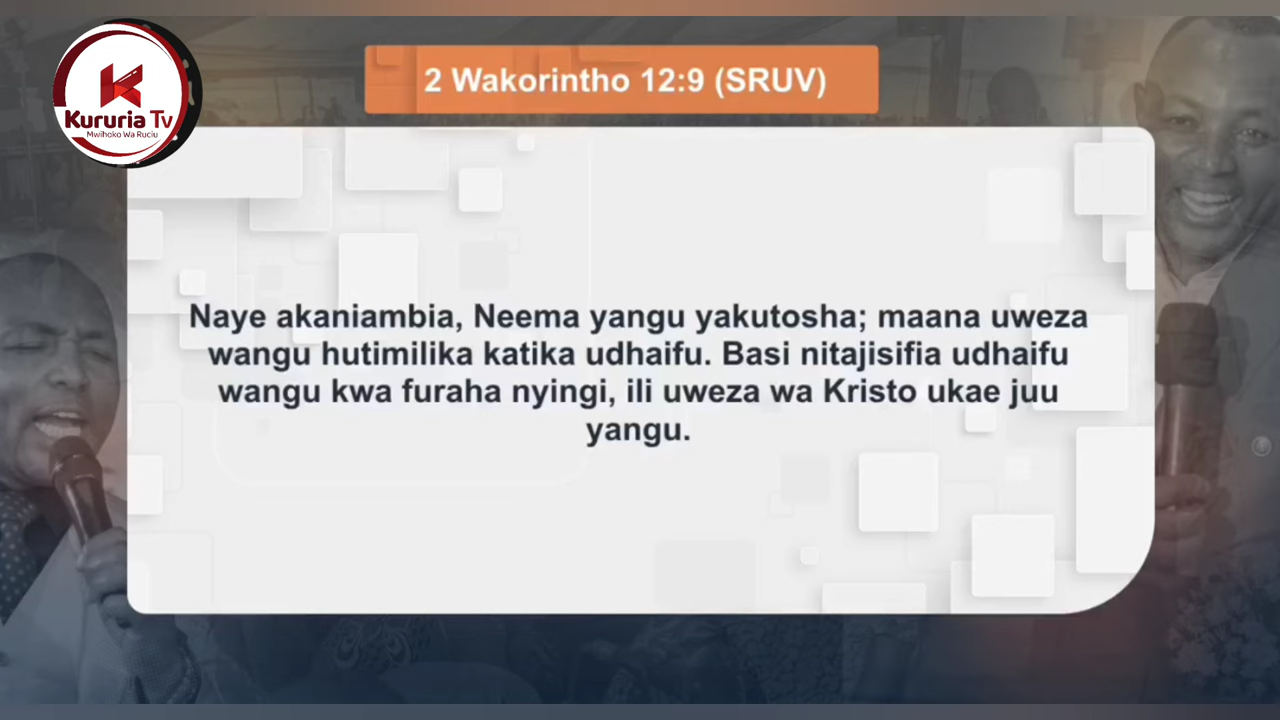 Kururia Tv
Mwihoko Wa Ruciu
2 Wakorintho 12:9 (SRUV)
Naye akaniambia, Neema yangu yakutosha; maana uweza
wangu hutimilika katika udhaifu. Basi nitajisifia udhaifu
wangu kwa furaha nyingi, ili uweza wa Kristo ukae juu
yangu.